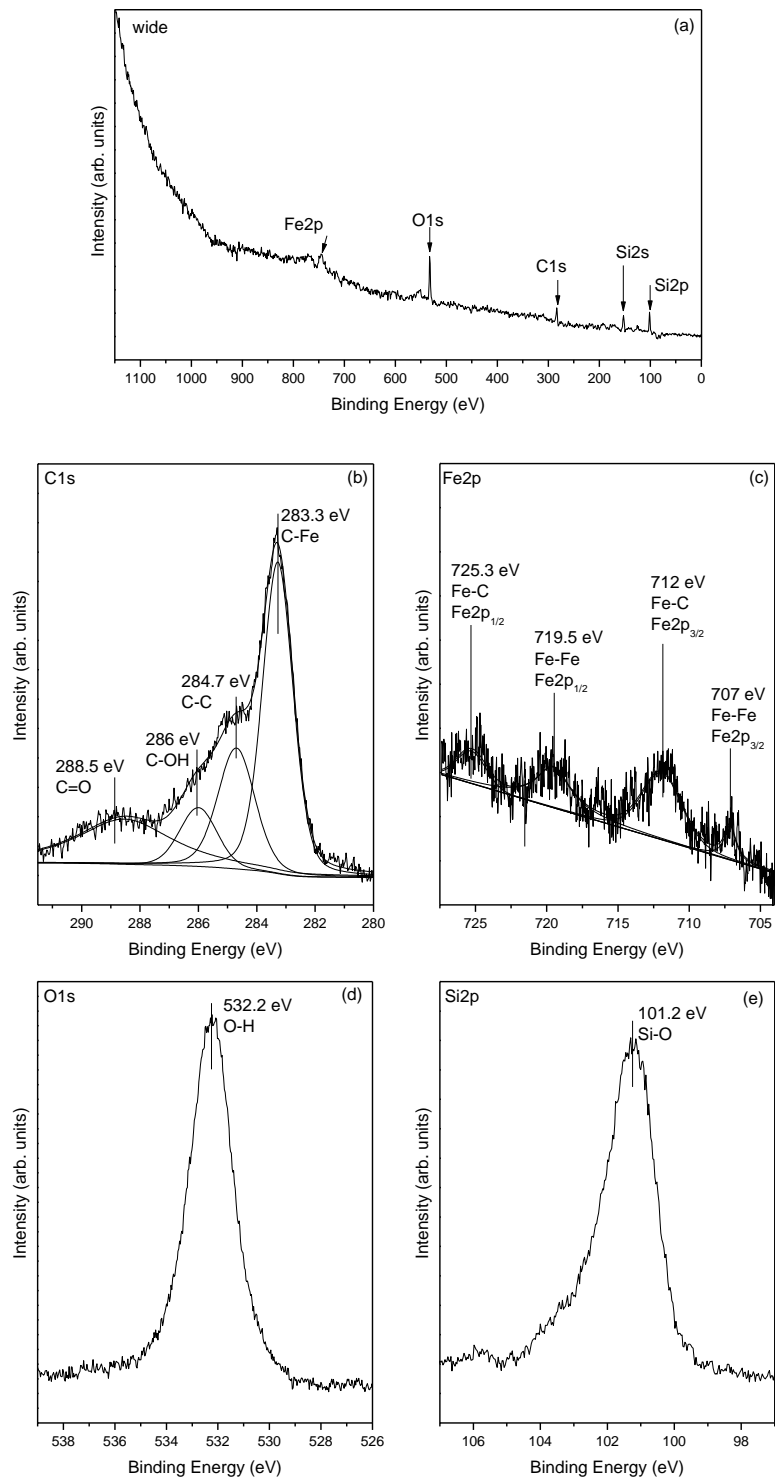 wide
(a)
Intensity (arb. units)
Fe2p
O1s
C1s
Si2s
Si2p
1100 1000 900 800 700 600 500 400 300 200 100 0
Binding Energy (eV)
C1s
(b)
Intensity (arb. units)
283.3 eV
C-Fe
284.7 eV
C-C
286 eV
C-OH
288.5 eV
C=O
290 288 286 284 282 280
Binding Energy (eV)
Fe2p
(c)
Intensity (arb. units)
725.3 eV
Fe-C
Fe2p1/2
719.5 eV
Fe-Fe
Fe2p1/2
712 eV
Fe-C
Fe2p3/2
707 eV
Fe-Fe
Fe2p3/2
725 720 715 710 705
Binding Energy (eV)
O1s
(d)
Intensity (arb. units)
532.2 eV
O-H
538 536 534 532 530 528 526
Binding Energy (eV)
Si2p
(e)
Intensity (arb. units)
101.2 eV
Si-O
106 104 102 100 98
Binding Energy (eV)